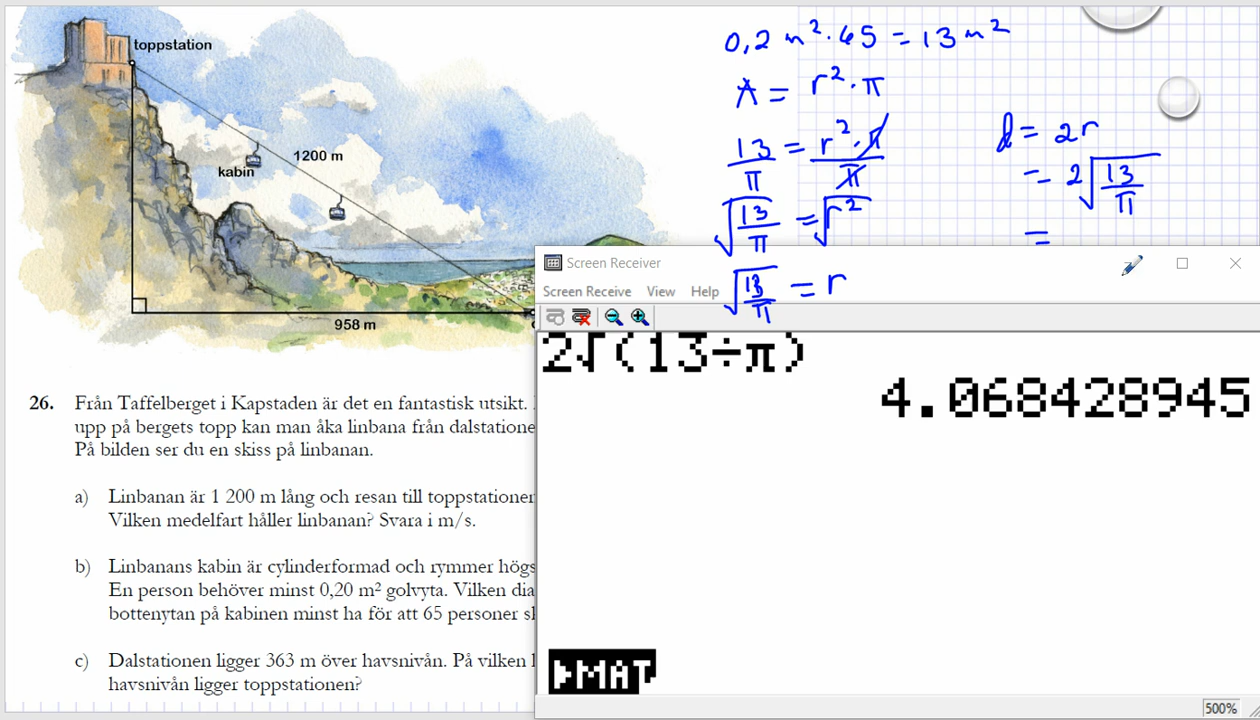 toppstation
1200 m
kabin
958 m
26. Från Taffelberget i Kapstaden är det en fantastisk utsikt.
upp på bergets topp kan man åka linbana från dalstatione
På bilden ser du en skiss på linbanan.
a) Linbanan är 1 200 m lång och resan till toppstationen
Vilken medelfart håller linbanan? Svara i m/s.
b) Linbanans kabin är cylinderformad och rymmer högs
En person behöver minst 0,20 m² golvyta. Vilken dia
bottenytan på kabinen minst ha för att 65 personer s
c) Dalstationen ligger 363 m över havsnivån. På vilken
havsnivån ligger toppstationen?
0,2 m² · 65 = 13 m²
A = r² · π
13/π = r² · π/π
√(13/π) = √r²
√(13/π) = r
d = 2r
= 2√(13/π)
=
Screen Receiver
Screen Receive View Help
2√(13÷π)
4.068428945
▶MAT
500%